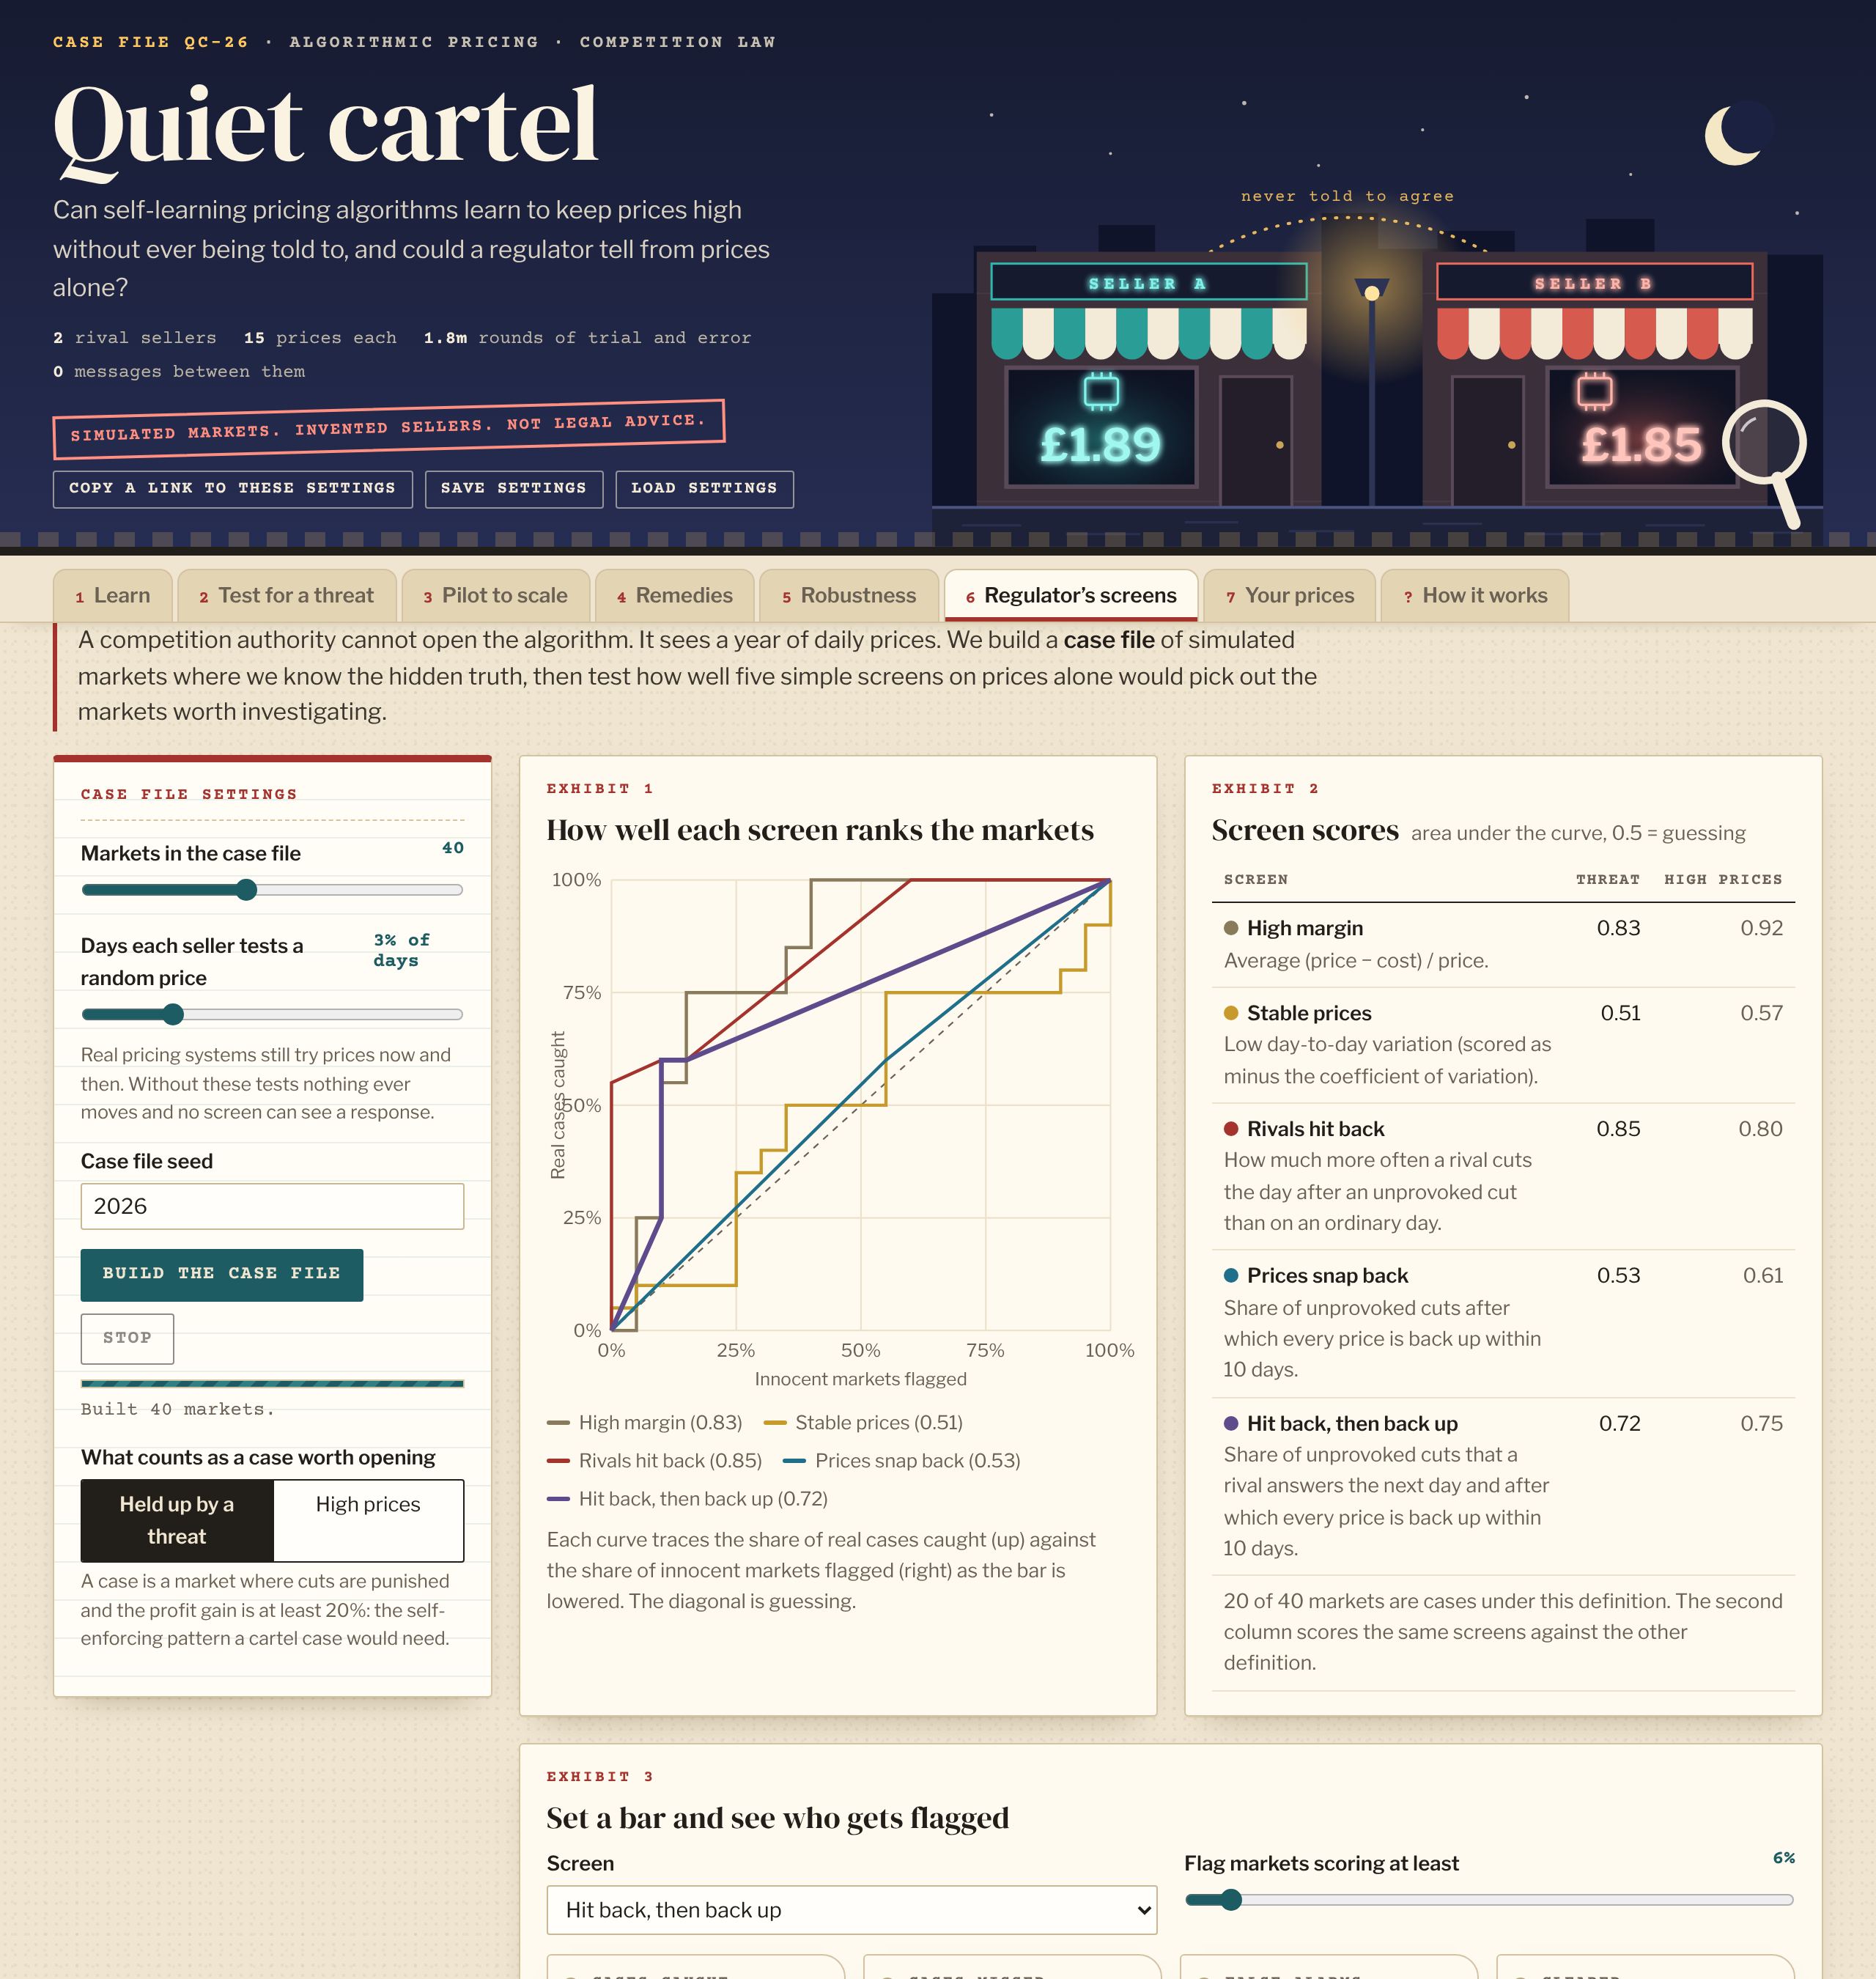 CASE FILE QC-26 · ALGORITHMIC PRICING · COMPETITION LAW
Quiet cartel
Can self-learning pricing algorithms learn to keep prices high
without ever being told to, and could a regulator tell from prices
alone?
2 rival sellers 15 prices each 1.8m rounds of trial and error
0 messages between them
SIMULATED MARKETS. INVENTED SELLERS. NOT LEGAL ADVICE.
COPY A LINK TO THESE SETTINGS SAVE SETTINGS LOAD SETTINGS
never told to agree
SELLER A SELLER B
£1.89 £1.85
1 Learn 2 Test for a threat 3 Pilot to scale 4 Remedies 5 Robustness 6 Regulator’s screens 7 Your prices ? How it works
A competition authority cannot open the algorithm. It sees a year of daily prices. We build a case file of simulated
markets where we know the hidden truth, then test how well five simple screens on prices alone would pick out the
markets worth investigating.
CASE FILE SETTINGS
Markets in the case file 40
Days each seller tests a 3% of
random price days
Real pricing systems still try prices now and
then. Without these tests nothing ever
moves and no screen can see a response.
Case file seed
2026
BUILD THE CASE FILE
STOP
Built 40 markets.
What counts as a case worth opening
Held up by a High prices
threat
A case is a market where cuts are punished
and the profit gain is at least 20%: the self-
enforcing pattern a cartel case would need.
EXHIBIT 1
How well each screen ranks the markets
100%
75%
50%
25%
0%
Real cases caught
0% 25% 50% 75% 100%
Innocent markets flagged
High margin (0.83) Stable prices (0.51)
Rivals hit back (0.85) Prices snap back (0.53)
Hit back, then back up (0.72)
Each curve traces the share of real cases caught (up) against
the share of innocent markets flagged (right) as the bar is
lowered. The diagonal is guessing.
EXHIBIT 2
Screen scores area under the curve, 0.5 = guessing
SCREEN THREAT HIGH PRICES
High margin 0.83 0.92
Average (price − cost) / price.
Stable prices 0.51 0.57
Low day-to-day variation (scored as
minus the coefficient of variation).
Rivals hit back 0.85 0.80
How much more often a rival cuts
the day after an unprovoked cut
than on an ordinary day.
Prices snap back 0.53 0.61
Share of unprovoked cuts after
which every price is back up within
10 days.
Hit back, then back up 0.72 0.75
Share of unprovoked cuts that a
rival answers the next day and after
which every price is back up within
10 days.
20 of 40 markets are cases under this definition. The second
column scores the same screens against the other
definition.
EXHIBIT 3
Set a bar and see who gets flagged
Screen Flag markets scoring at least 6%
Hit back, then back up